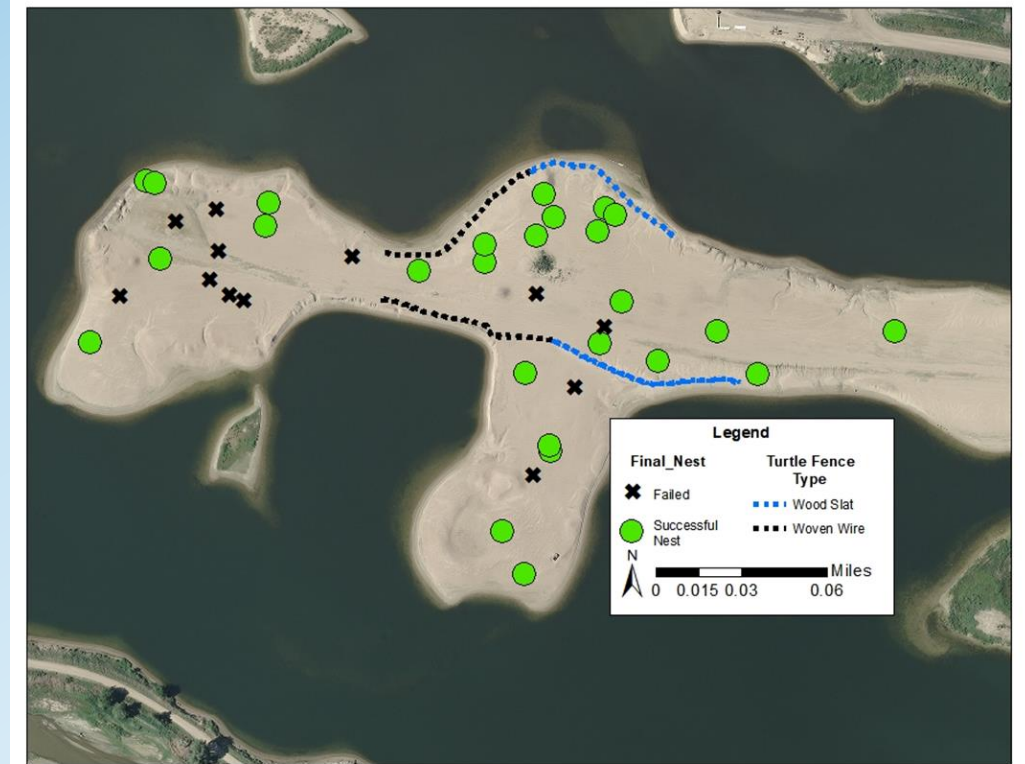 Legend
Final_Nest
Failed
Successful
Nest
Turtle Fence
Type
Wood Slat
Woven Wire
N
Miles
0 0.015 0.03 0.06